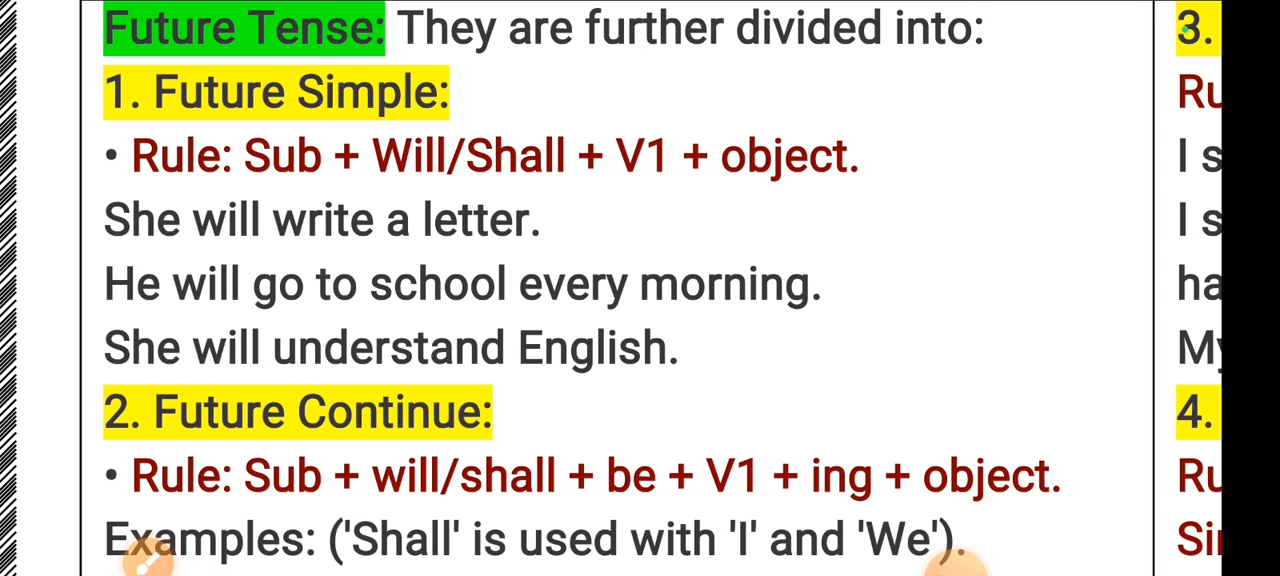 Future Tense: They are further divided into:
1. Future Simple:
• Rule: Sub + Will/Shall + V1 + object.
She will write a letter.
He will go to school every morning.
She will understand English.
2. Future Continue:
• Rule: Sub + will/shall + be + V1 + ing + object.
Examples: ('Shall' is used with 'I' and 'We').
3.
I
4.